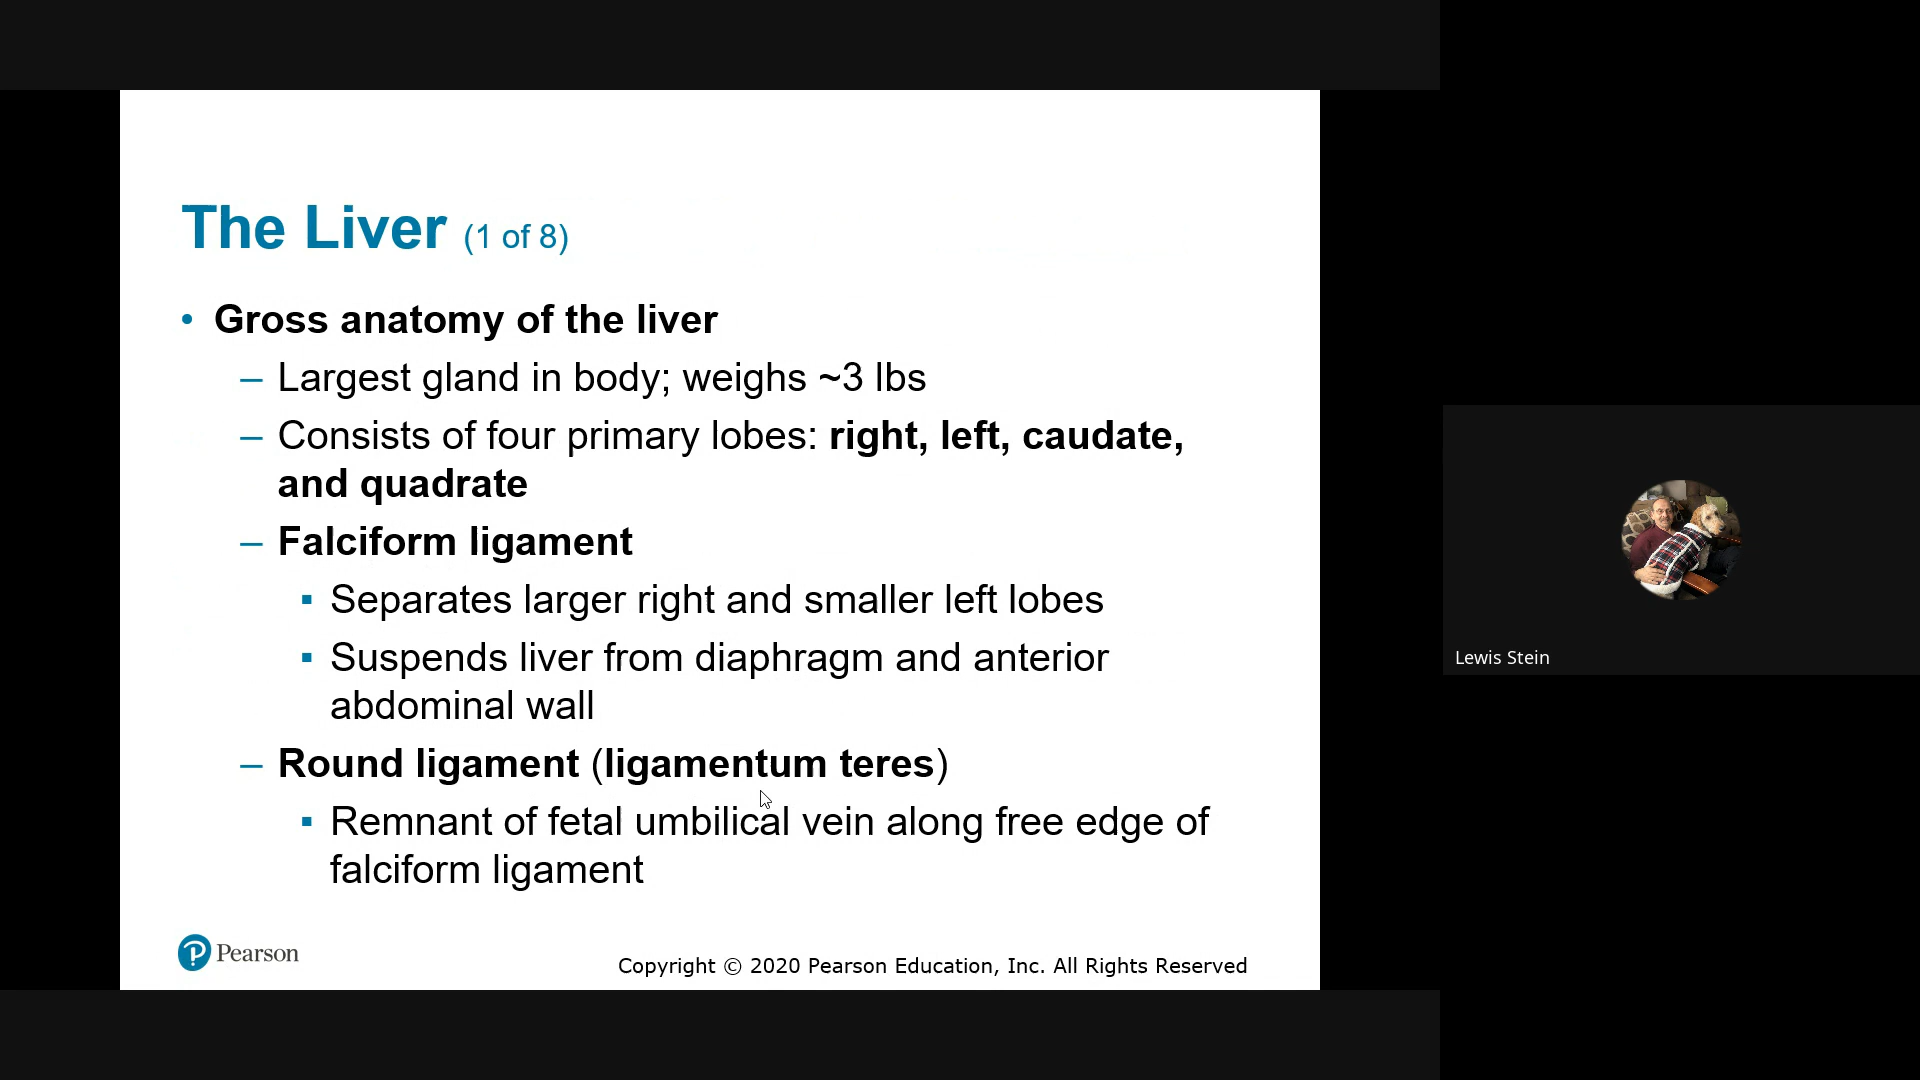 The Liver (1 of 8)
• Gross anatomy of the liver
– Largest gland in body; weighs ~3 lbs
– Consists of four primary lobes: right, left, caudate,
and quadrate
– Falciform ligament
▪ Separates larger right and smaller left lobes
▪ Suspends liver from diaphragm and anterior
abdominal wall
– Round ligament (ligamentum teres)
▪ Remnant of fetal umbilical vein along free edge of
falciform ligament
Pearson
Copyright © 2020 Pearson Education, Inc. All Rights Reserved
Lewis Stein